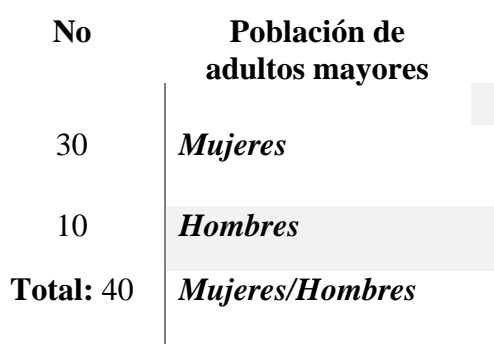 No Población de
adultos mayores
30 Mujeres
10 Hombres
Total: 40 Mujeres/Hombres